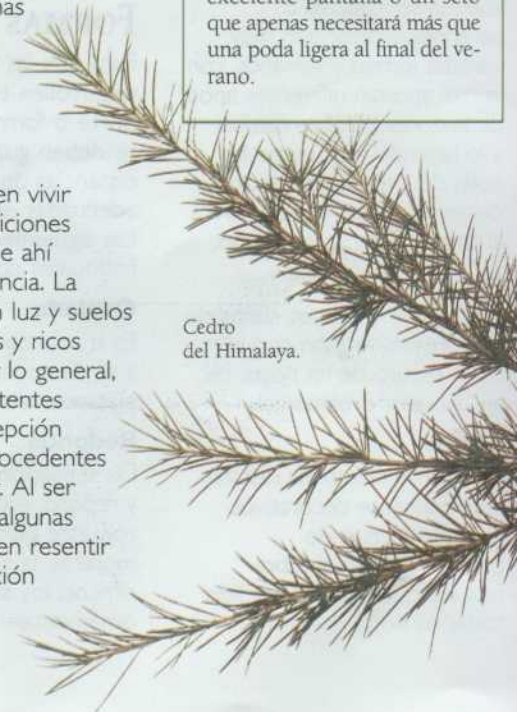 nas
en vivir
diciones
e ahí
ncia. La
n luz y suelos
s y ricos
r lo general,
tentes
epción
ocedentes
. Al ser
algunas
en resentir
ción
excelente pantalla o un seto
que apenas necesitará más que
una poda ligera al final del ve-
rano.
Cedro
del Himalaya.